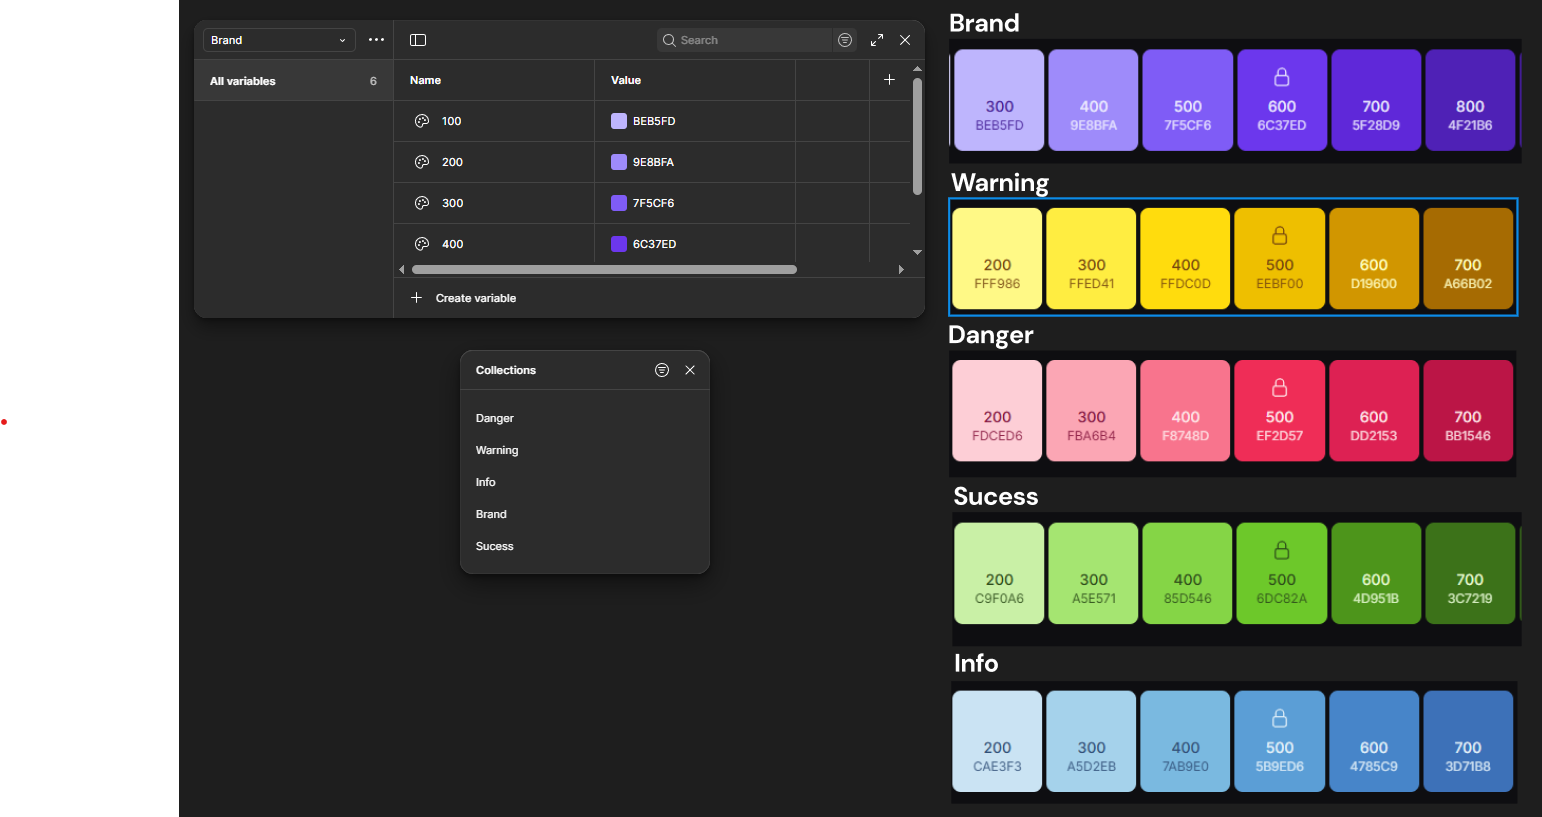 Brand
Search
All variables 6
Name Value
100 BEB5FD
200 9E8BFA
300 7F5CF6
400 6C37ED
Create variable
Collections
Danger
Warning
Info
Brand
Sucess
Brand
300 400 500 600 700 800
BEB5FD 9E8BFA 7F5CF6 6C37ED 5F28D9 4F21B6
Warning
200 300 400 500 600 700
FFF986 FFED41 FFDC0D EEBF00 D19600 A66B02
Danger
200 300 400 500 600 700
FDCED6 FBA6B4 F8748D EF2D57 DD2153 BB1546
Sucess
200 300 400 500 600 700
C9F0A6 A5E571 85D546 6DC82A 4D951B 3C7219
Info
200 300 400 500 600 700
CAE3F3 A5D2EB 7AB9E0 5B9ED6 4785C9 3D71B8